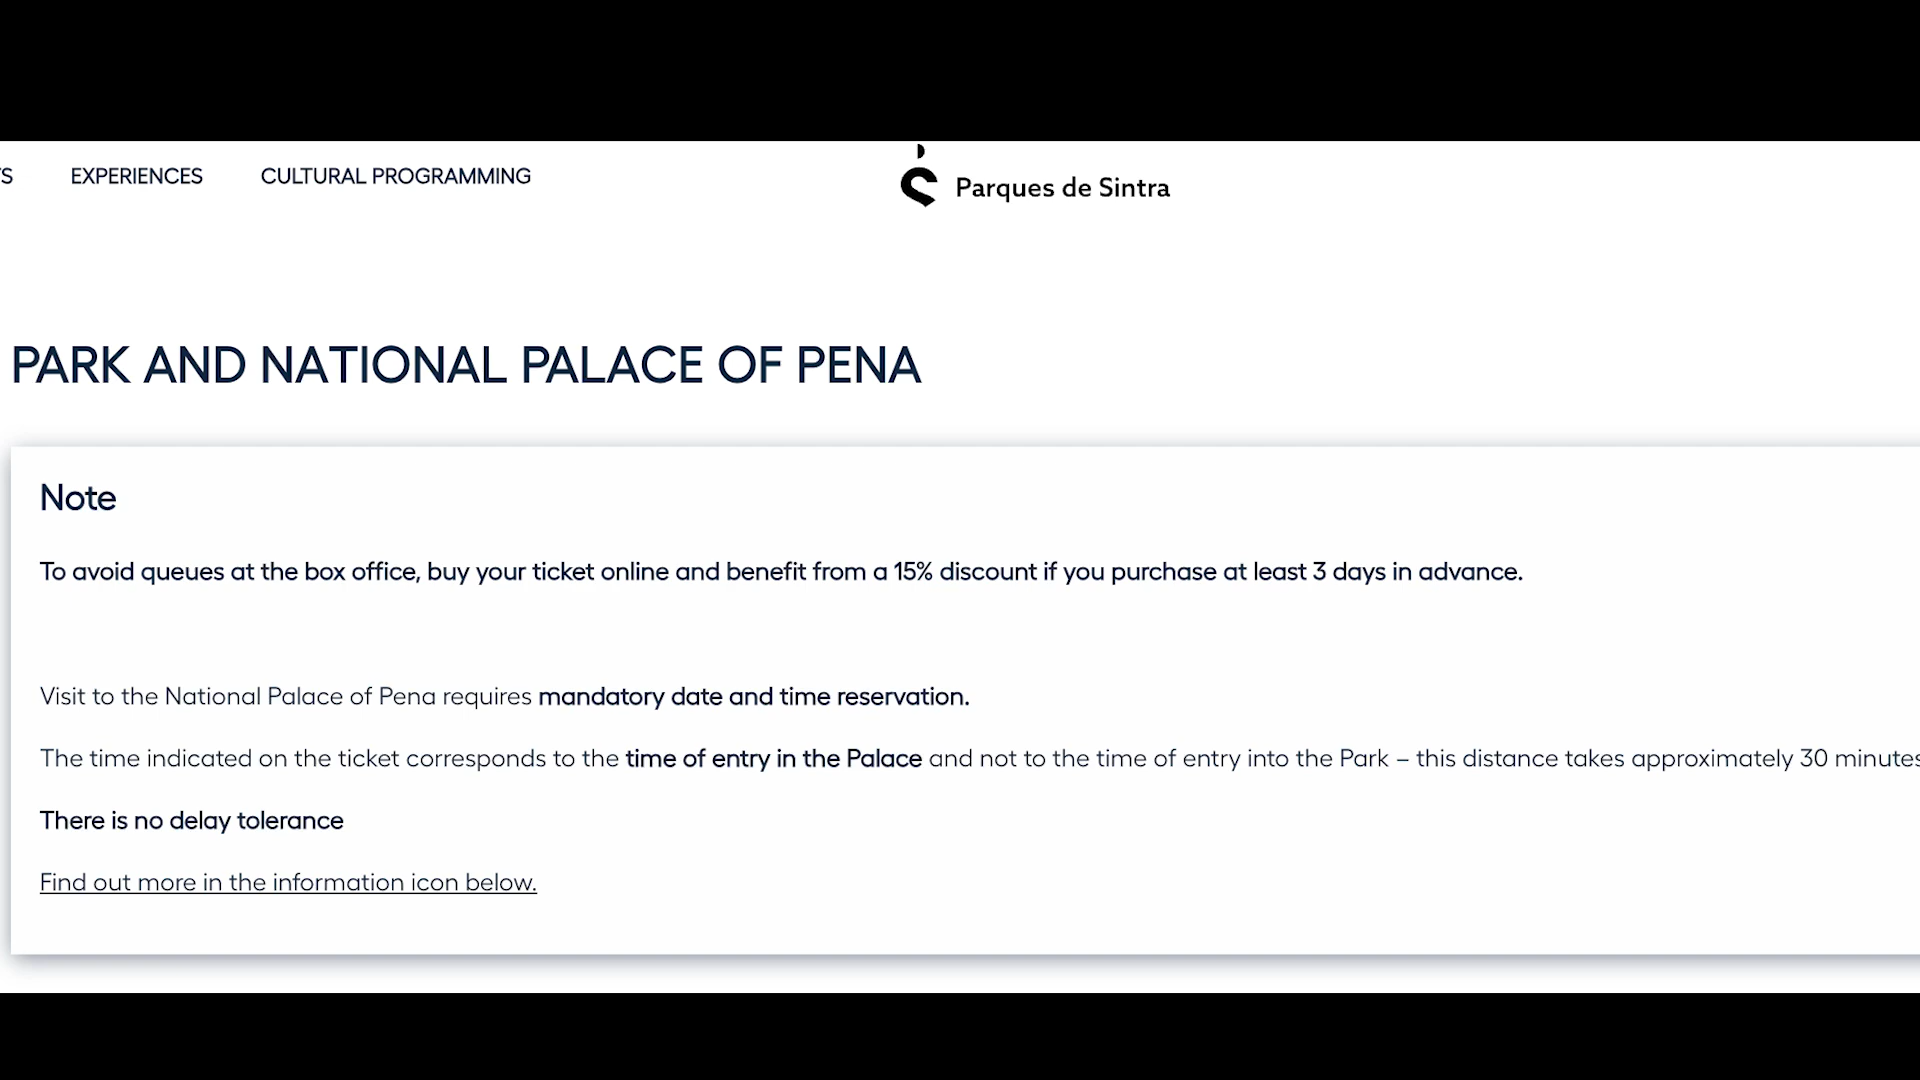 EXPERIENCES CULTURAL PROGRAMMING Parques de Sintra
PARK AND NATIONAL PALACE OF PENA
Note
To avoid queues at the box office, buy your ticket online and benefit from a 15% discount if you purchase at least 3 days in advance.
Visit to the National Palace of Pena requires mandatory date and time reservation.
The time indicated on the ticket corresponds to the time of entry in the Palace and not to the time of entry into the Park – this distance takes approximately 30 minutes
There is no delay tolerance
Find out more in the information icon below.